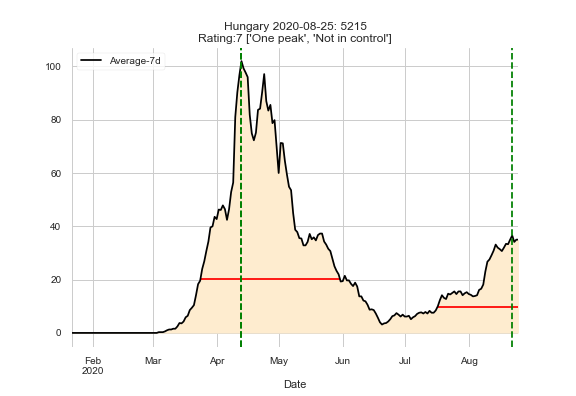 Hungary 2020-08-25: 5215
Rating:7 ['One peak', 'Not in control']
Average-7d
100
80
60
40
20
0
Feb Mar Apr May Jun Jul Aug
2020
Date